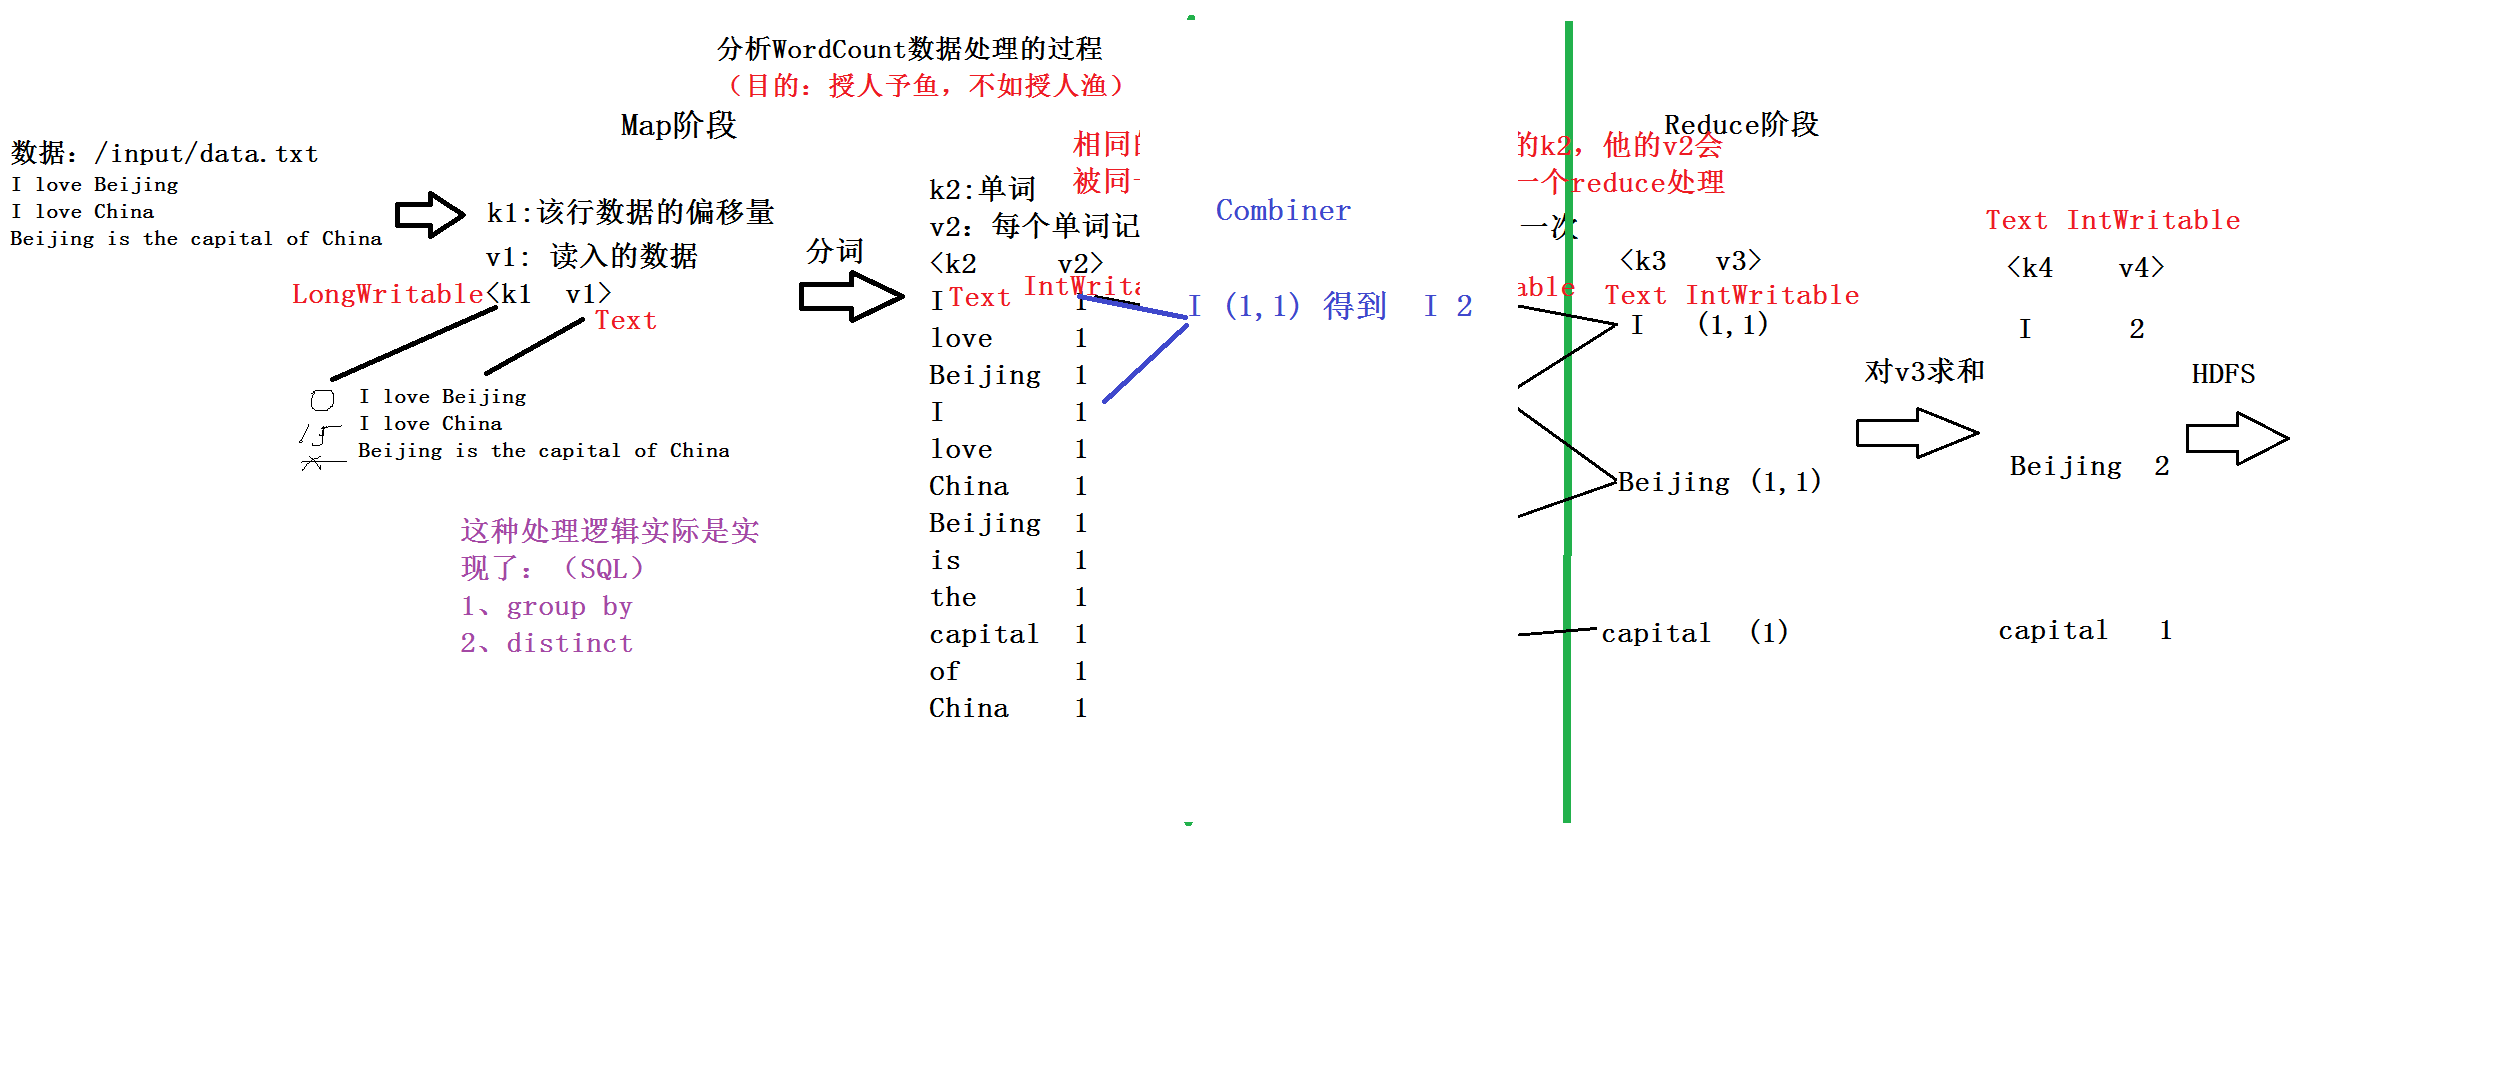 分析WordCount数据处理的过程
（目的：授人予鱼，不如授人渔）
Map阶段
数据：/input/data.txt
I love Beijing
I love China
Beijing is the capital of China
k1:该行数据的偏移量
v1: 读入的数据
LongWritable<k1 v1>
Text
I love Beijing
I love China
Beijing is the capital of China
这种处理逻辑实际是实
现了：（SQL）
1、group by
2、distinct
分词
相同
被同一
k2:单词
v2：每个单词记
<k2 v2>
Text IntWrita
I 1
love 1
Beijing 1
I 1
love 1
China 1
Beijing 1
is 1
the 1
capital 1
of 1
China 1
Combiner
I (1,1) 得到 I 2
Reduce阶段
的k2，他的v2会
一个reduce处理
一次
able
<k3 v3>
Text IntWritable
I (1,1)
Beijing (1,1)
capital (1)
对v3求和
Text IntWritable
<k4 v4>
I 2
Beijing 2
capital 1
HDFS